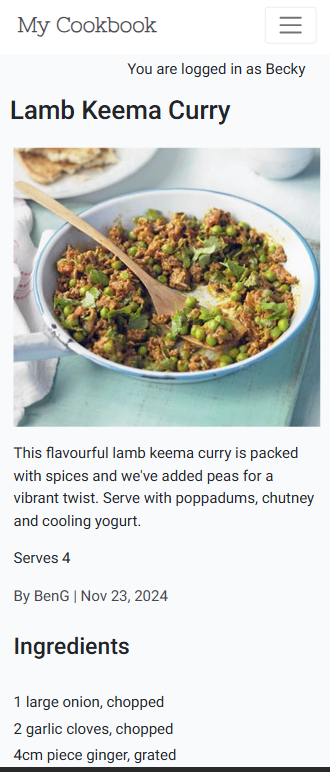 My Cookbook
You are logged in as Becky
Lamb Keema Curry
This flavourful lamb keema curry is packed
with spices and we've added peas for a
vibrant twist. Serve with poppadums, chutney
and cooling yogurt.
Serves 4
By BenG | Nov 23, 2024
Ingredients
1 large onion, chopped
2 garlic cloves, chopped
4cm piece ginger, grated